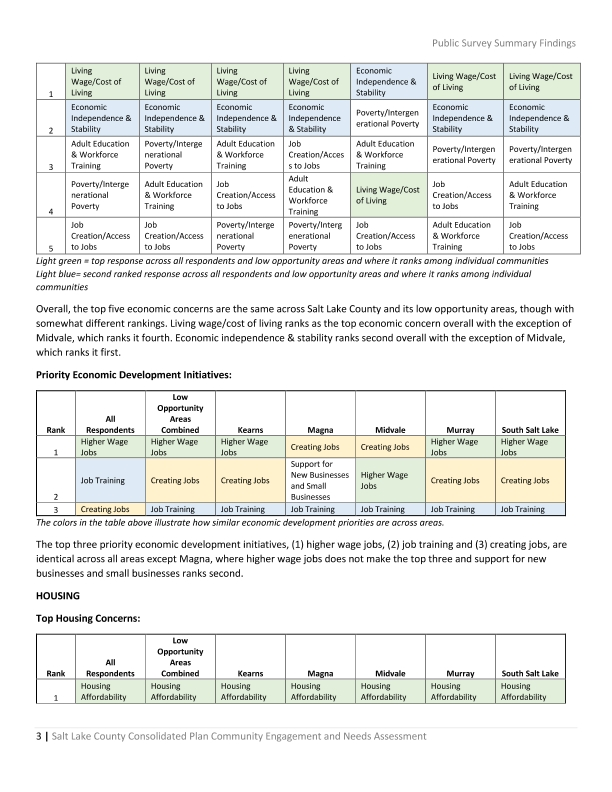 Public Survey Summary Findings
1 | Living Wage/Cost of Living | Living Wage/Cost of Living | Living Wage/Cost of Living | Living Wage/Cost of Living | Economic Independence & Stability | Living Wage/Cost of Living | Living Wage/Cost of Living
2 | Economic Independence & Stability | Economic Independence & Stability | Economic Independence & Stability | Economic Independence & Stability | Poverty/Intergenerational Poverty | Economic Independence & Stability | Economic Independence & Stability
3 | Adult Education & Workforce Training | Poverty/Intergenerational Poverty | Adult Education & Workforce Training | Job Creation/Access to Jobs | Adult Education & Workforce Training | Poverty/Intergenerational Poverty | Poverty/Intergenerational Poverty
4 | Poverty/Intergenerational Poverty | Adult Education & Workforce Training | Job Creation/Access to Jobs | Adult Education & Workforce Training | Living Wage/Cost of Living | Job Creation/Access to Jobs | Job Creation/Access to Jobs
5 | Job Creation/Access to Jobs | Job Creation/Access to Jobs | Poverty/Intergenerational Poverty | Poverty/Intergenerational Poverty | Job Creation/Access to Jobs | Adult Education & Workforce Training | Adult Education & Workforce Training
Light green = top response across all respondents and low opportunity areas and where it ranks among individual communities
Light blue= second ranked response across all respondents and low opportunity areas and where it ranks among individual
communities
Overall, the top five economic concerns are the same across Salt Lake County and its low opportunity areas, though with
somewhat different rankings. Living wage/cost of living ranks as the top economic concern overall with the exception of
Midvale, which ranks it fourth. Economic independence & stability ranks second overall with the exception of Midvale,
which ranks it first.
Priority Economic Development Initiatives:
Rank | All Respondents | Low Opportunity Areas Combined | Kearns | Magna | Midvale | Murray | South Salt Lake
1 | Higher Wage Jobs | Higher Wage Jobs | Higher Wage Jobs | Creating Jobs | Creating Jobs | Higher Wage Jobs | Higher Wage Jobs
2 | Job Training | Creating Jobs | Creating Jobs | Support for New Businesses and Small Businesses | Higher Wage Jobs | Creating Jobs | Creating Jobs
3 | Creating Jobs | Job Training | Job Training | Job Training | Job Training | Job Training | Job Training
The colors in the table above illustrate how similar economic development priorities are across areas.
The top three priority economic development initiatives, (1) higher wage jobs, (2) job training and (3) creating jobs, are
identical across all areas except Magna, where higher wage jobs does not make the top three and support for new
businesses and small businesses ranks second.
HOUSING
Top Housing Concerns:
Rank | All Respondents | Low Opportunity Areas Combined | Kearns | Magna | Midvale | Murray | South Salt Lake
1 | Housing Affordability | Housing Affordability | Housing Affordability | Housing Affordability | Housing Affordability | Housing Affordability | Housing Affordability
3 | Salt Lake County Consolidated Plan Community Engagement and Needs Assessment